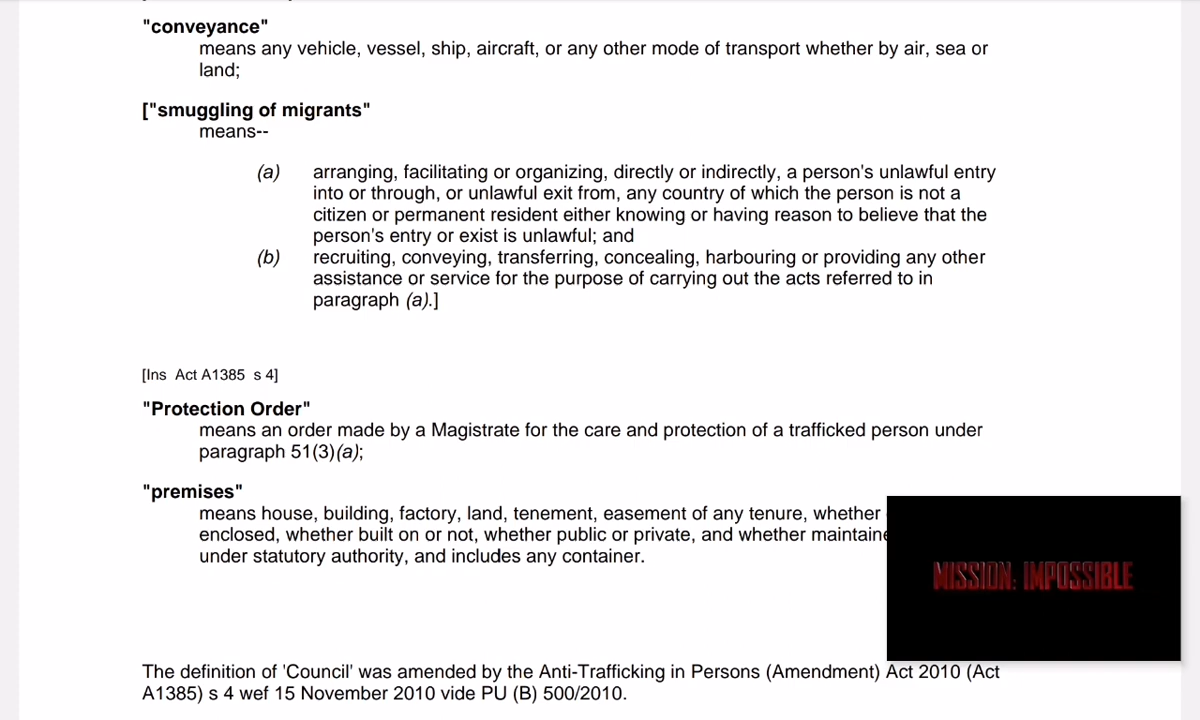 "conveyance"
means any vehicle, vessel, ship, aircraft, or any other mode of transport whether by air, sea or
land;
["smuggling of migrants"
means--
(a) arranging, facilitating or organizing, directly or indirectly, a person's unlawful entry
into or through, or unlawful exit from, any country of which the person is not a
citizen or permanent resident either knowing or having reason to believe that the
person's entry or exist is unlawful; and
(b) recruiting, conveying, transferring, concealing, harbouring or providing any other
assistance or service for the purpose of carrying out the acts referred to in
paragraph (a).]
[Ins Act A1385 s 4]
"Protection Order"
means an order made by a Magistrate for the care and protection of a trafficked person under
paragraph 51(3)(a);
"premises"
means house, building, factory, land, tenement, easement of any tenure, whether
enclosed, whether built on or not, whether public or private, and whether
under statutory authority, and includes any container.
MISSION: IMPOSSIBLE
The definition of 'Council' was amended by the Anti-Trafficking in Persons (Amendment) Act 2010 (Act
A1385) s 4 wef 15 November 2010 vide PU (B) 500/2010.